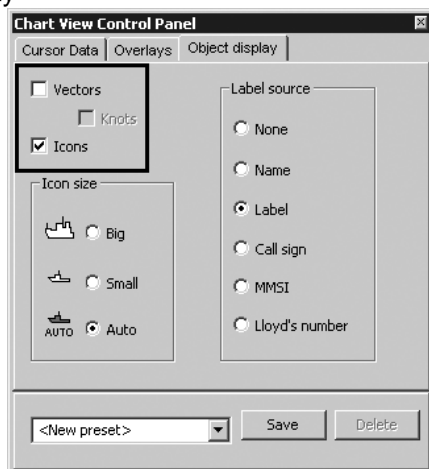 y
Chart View Control Panel
Cursor Data Overlays Object display
Vectors
Knots
Icons
Icon size
Big
Small
AUTO Auto
Label source
None
Name
Label
Call sign
MMSI
Lloyd's number
<New preset> Save Delete